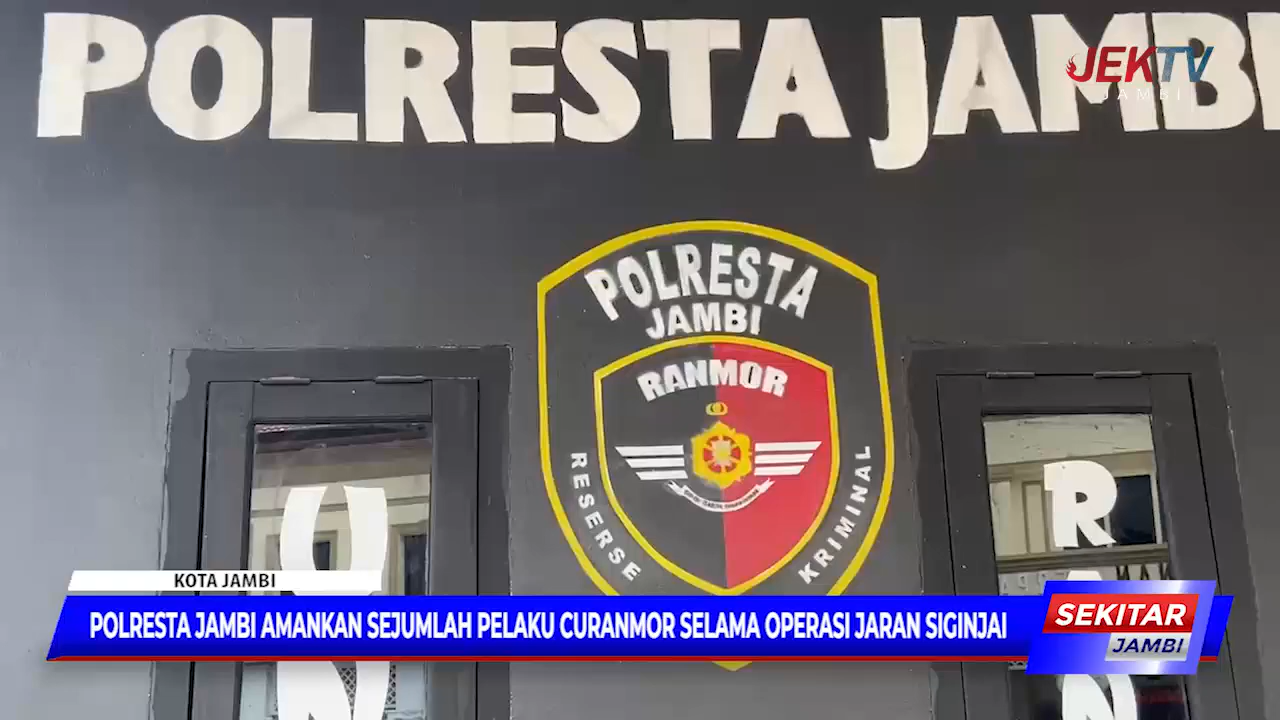 POLRESTA JAMBI
JEKTV
JAMBI
POLRESTA
JAMBI
RANMOR
RESERSE
KRIMINAL
U
N
R
A
N
KOTA JAMBI
POLRESTA JAMBI AMANKAN SEJUMLAH PELAKU CURANMOR SELAMA OPERASI JARAN SIGINJAI
SEKITAR
JAMBI